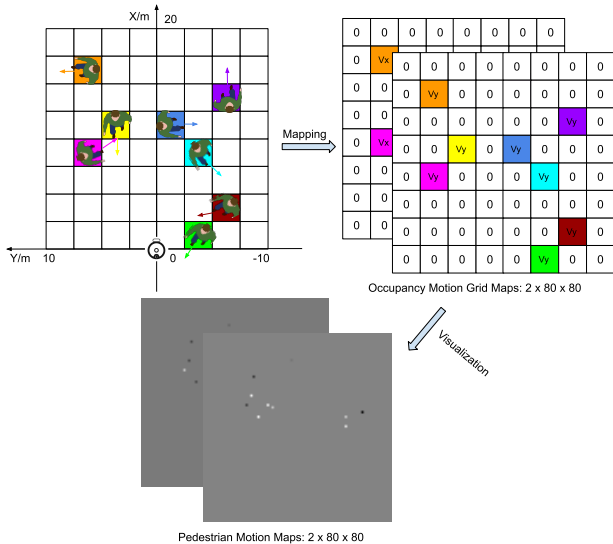 X/m
20
Y/m
10
0
-10
Mapping
0 0 0 0 0 0 0 0
0 Vx
0 0
0 0
0 Vx
0 0
0 0
0 0
0 0 0 0 0 0 0 0
0 Vy 0 0 0 0 0 0
0 0 0 0 0 0 Vy 0
0 0 Vy 0 Vy 0 0 0
0 Vy 0 0 0 Vy 0 0
0 0 0 0 0 0 0 0
0 0 0 0 0 0 Vy 0
0 0 0 0 0 Vy 0 0
Occupancy Motion Grid Maps: 2 x 80 x 80
Visualization
Pedestrian Motion Maps: 2 x 80 x 80